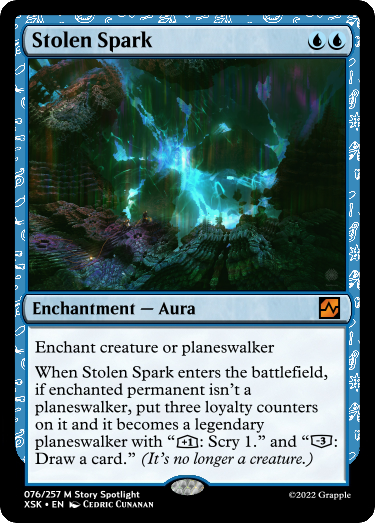 Stolen Spark
Enchantment — Aura
Enchant creature or planeswalker
When Stolen Spark enters the battlefield,
if enchanted permanent isn't a
planeswalker, put three loyalty counters
on it and it becomes a legendary
planeswalker with “+1: Scry 1.” and “-3:
Draw a card.” (It's no longer a creature.)
076/257 M Story Spotlight
XSK • EN Cedric Cunanan
©2022 Grapple